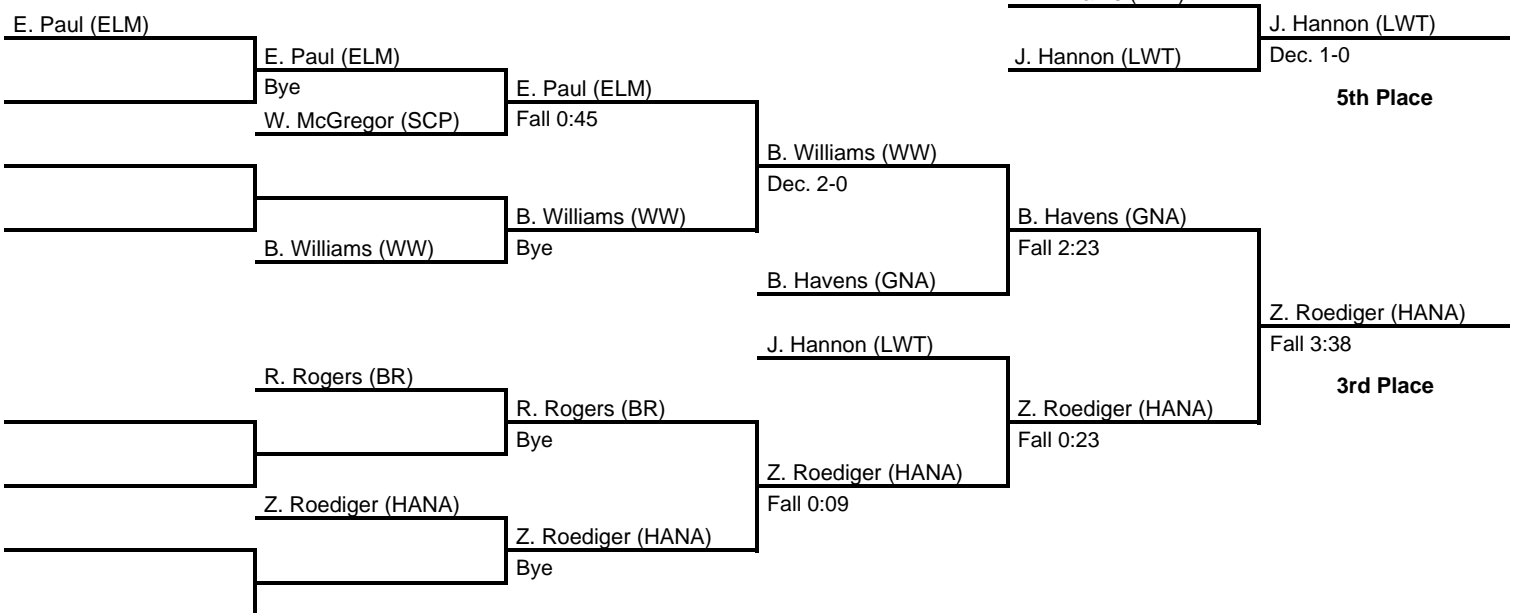 E. Paul (ELM)
J. Hannon (LWT)
E. Paul (ELM)
J. Hannon (LWT)
Dec. 1-0
Bye
E. Paul (ELM)
5th Place
W. McGregor (SCP)
Fall 0:45
B. Williams (WW)
Dec. 2-0
B. Williams (WW)
B. Havens (GNA)
B. Williams (WW)
Bye
Fall 2:23
B. Havens (GNA)
Z. Roediger (HANA)
J. Hannon (LWT)
Fall 3:38
R. Rogers (BR)
3rd Place
R. Rogers (BR)
Z. Roediger (HANA)
Bye
Fall 0:23
Z. Roediger (HANA)
Z. Roediger (HANA)
Fall 0:09
Z. Roediger (HANA)
Bye